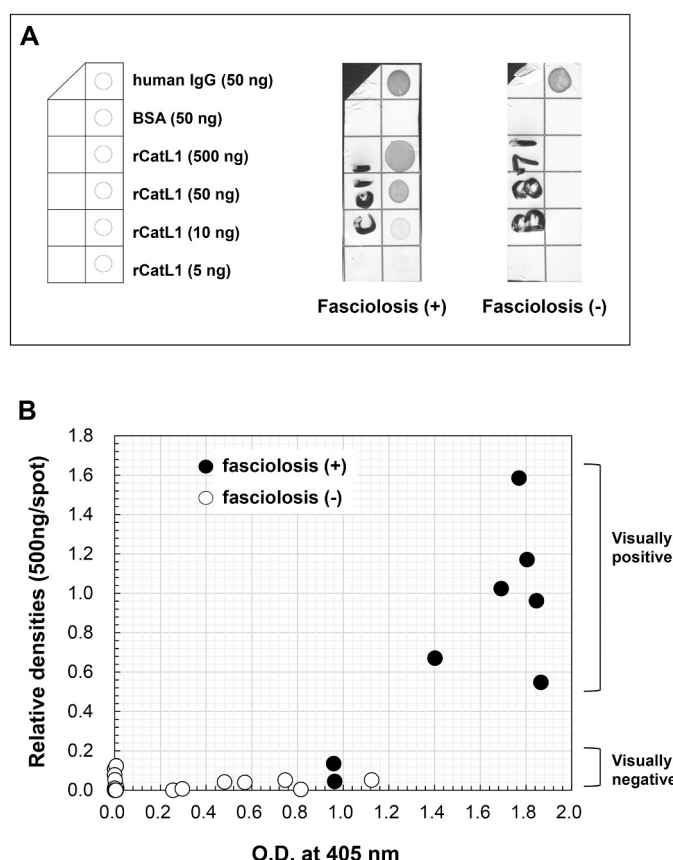 A
human IgG (50 ng)
BSA (50 ng)
rCatL1 (500 ng)
rCatL1 (50 ng)
rCatL1 (10 ng)
rCatL1 (5 ng)
B871
Fasciolosis (+)
Fasciolosis (-)
B
Relative densities (500ng/spot)
1.8
1.6
1.4
1.2
1.0
0.8
0.6
0.4
0.2
0.0
fasciolosis (+)
fasciolosis (-)
Visually
positive
Visually
negative
0.0 0.2 0.4 0.6 0.8 1.0 1.2 1.4 1.6 1.8 2.0
O.D. at 405 nm